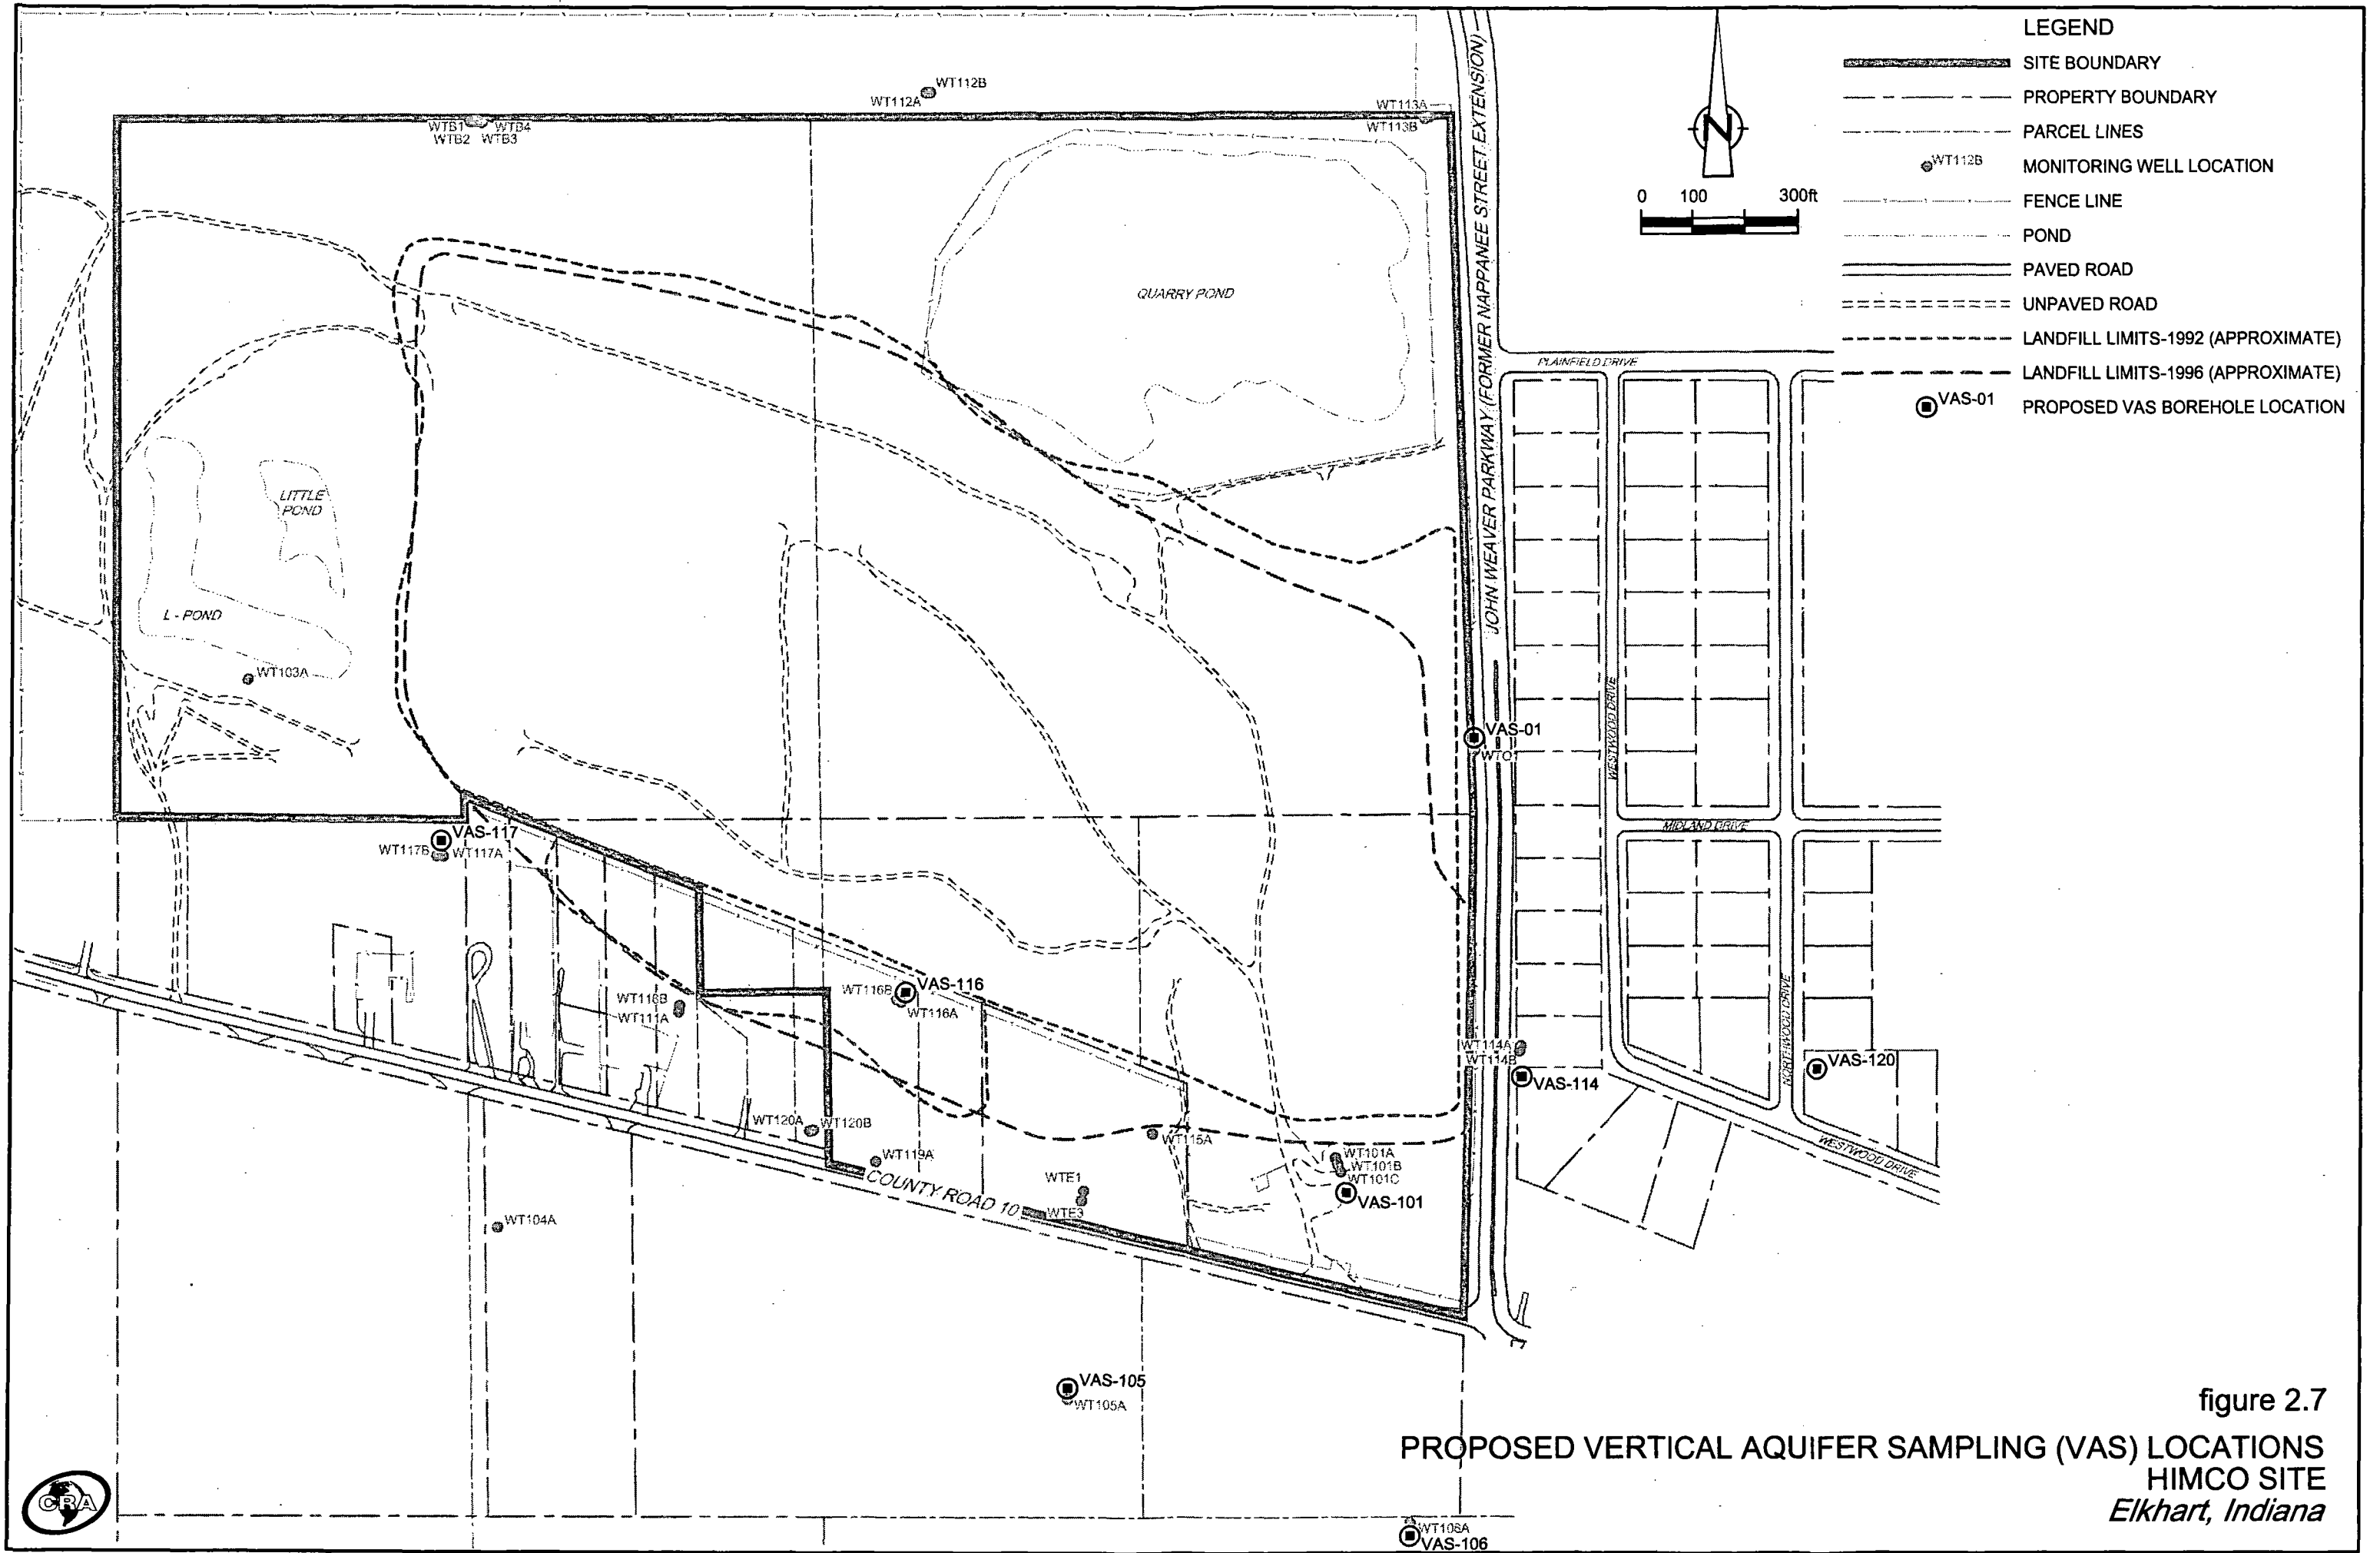 LEGEND
SITE BOUNDARY
PROPERTY BOUNDARY
PARCEL LINES
WT112B MONITORING WELL LOCATION
FENCE LINE
POND
PAVED ROAD
UNPAVED ROAD
LANDFILL LIMITS-1992 (APPROXIMATE)
LANDFILL LIMITS-1996 (APPROXIMATE)
VAS-01 PROPOSED VAS BOREHOLE LOCATION
N
0 100 300ft
WT112B
WT112A
WT113A
WT113B
WTB1 WTB4
WTB2 WTB3
JOHN WEAVER PARKWAY (FORMER NAPPANEE STREET EXTENSION)
QUARRY POND
PLAINFIELD DRIVE
LITTLE
POND
L - POND
WT103A
WESTWOOD DRIVE
VAS-01
WT01
MIDLAND DRIVE
VAS-117
WT117B WT117A
VAS-116
WT116B
WT116A
WT118B
WT111A
NORTHWOOD DRIVE
WT114A
WT114B
VAS-114
VAS-120
WT120A WT120B
WT119A
WT115A
WESTWOOD DRIVE
WT101A
WT101B
WT101C
VAS-101
WTE1
WTE3
COUNTY ROAD 10
WT104A
VAS-105
WT105A
WT106A
VAS-106
figure 2.7
PROPOSED VERTICAL AQUIFER SAMPLING (VAS) LOCATIONS
HIMCO SITE
Elkhart, Indiana
CRA